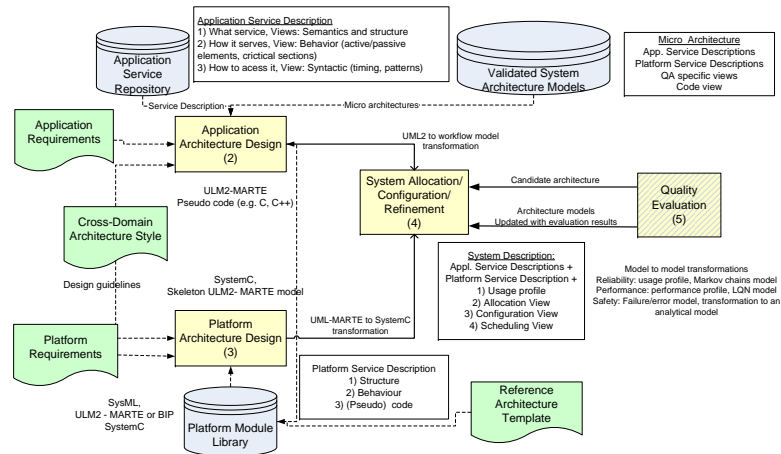 Application Service Description
1) What service, Views: Semantics and structure
2) How it serves, View: Behavior (active/passive
elements, crictical sections)
3) How to acess it, View: Syntactic (timing, patterns)
Application
Service
Repository
Validated System
Architecture Models
Micro Architecture
App. Service Descriptions
Platform Service Descriptions
QA specific views
Code view
Service Description
Micro architectures
Application
Requirements
Application
Architecture Design
(2)
UML2 to workflow model
transformation
ULM2-MARTE
Pseudo code (e.g. C, C++)
System Allocation/
Configuration/
Refinement
(4)
Candidate architecture
Architecture models
Updated with evaluation results
Quality
Evaluation
(5)
Cross-Domain
Architecture Style
Design guidelines
SystemC,
Skeleton ULM2- MARTE model
System Description:
Appl. Service Descriptions +
Platform Service Description +
1) Usage profile
2) Allocation View
3) Configuration View
4) Scheduling View
Model to model transformations
Reliability: usage profile, Markov chains model
Performance: performance profile, LQN model
Safety: Failure/error model, transformation to an
analytical model
Platform
Requirements
Platform
Architecture Design
(3)
UML-MARTE to SystemC
transformation
Platform Service Description
1) Structure
2) Behaviour
3) (Pseudo) code
SysML,
ULM2 - MARTE or BIP
SystemC
Platform Module
Library
Reference
Architecture
Template